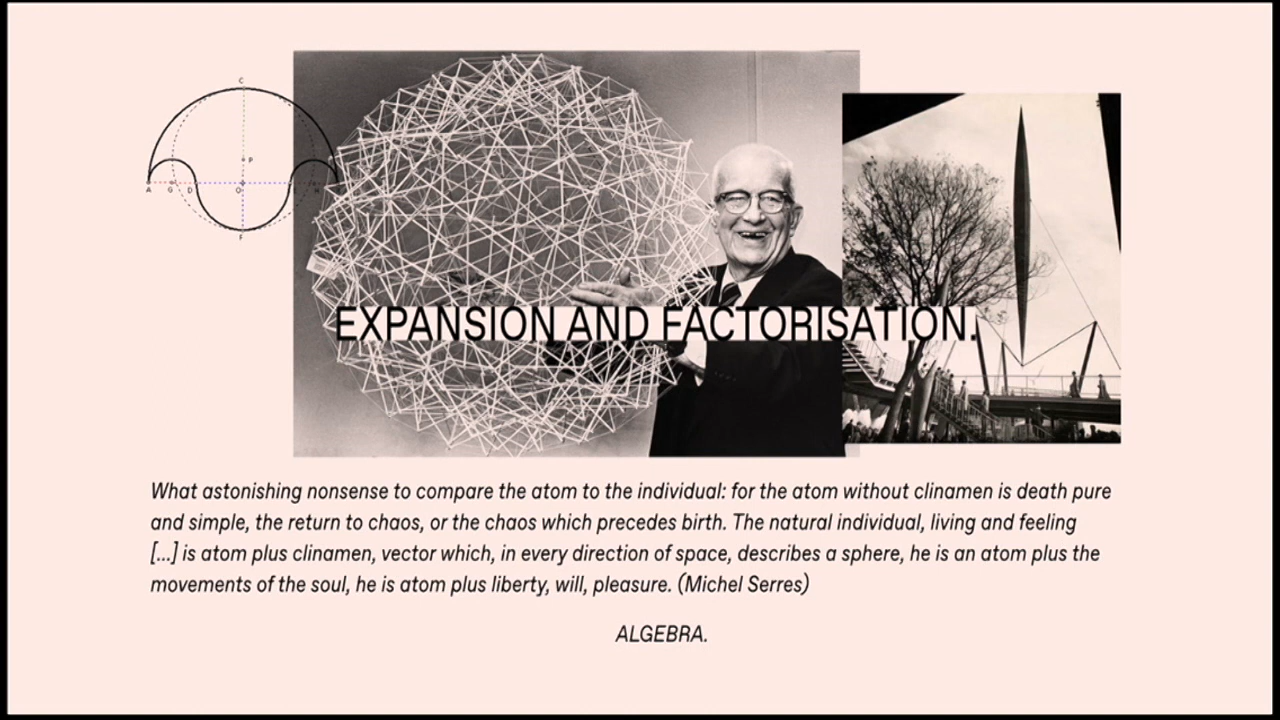 C
P
A G D O E H
F
EXPANSION AND FACTORISATION.
What astonishing nonsense to compare the atom to the individual: for the atom without clinamen is death pure
and simple, the return to chaos, or the chaos which precedes birth. The natural individual, living and feeling
[...] is atom plus clinamen, vector which, in every direction of space, describes a sphere, he is an atom plus the
movements of the soul, he is atom plus liberty, will, pleasure. (Michel Serres)
ALGEBRA.